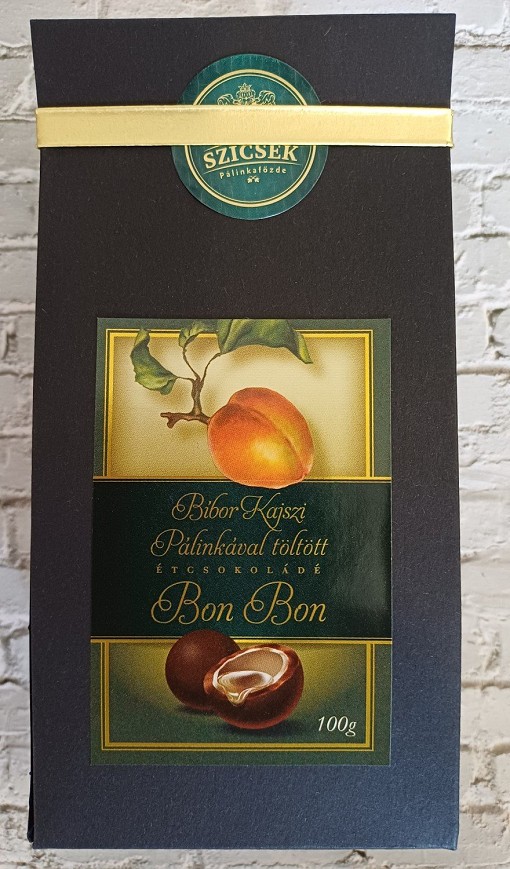 SZICSEK
Pálinkafőzde
Bíbor Kajszi
Pálinkával töltött
ÉTCSOKOLÁDÉ
Bon Bon
100g